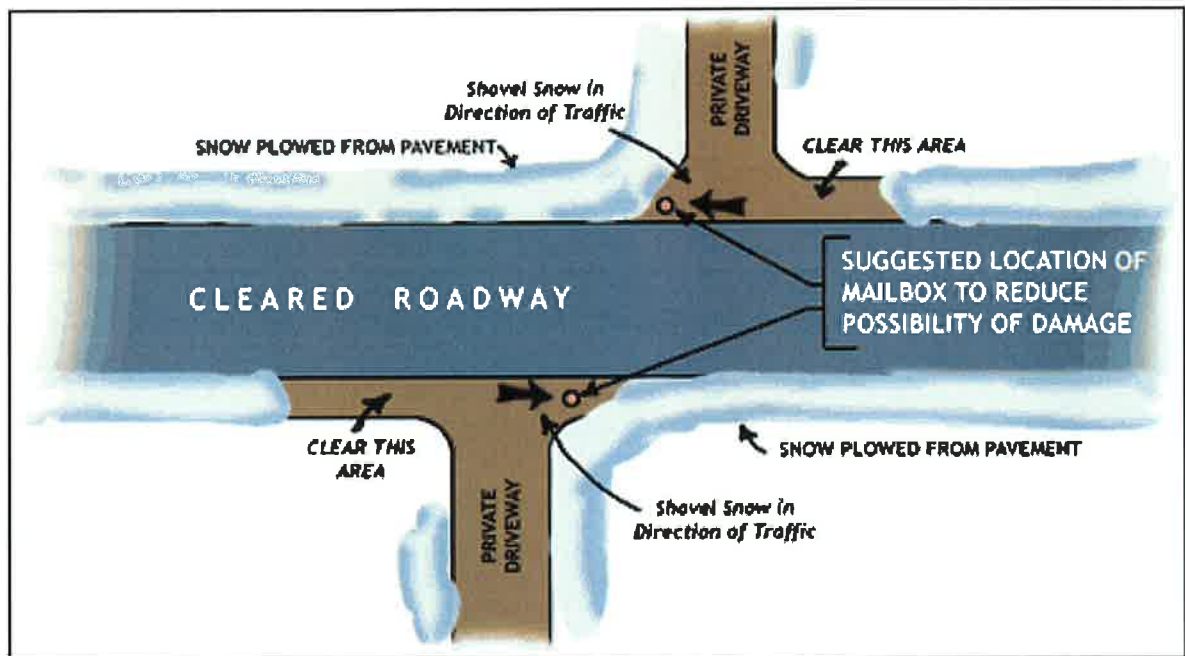 Shovel Snow in
Direction of Traffic
SNOW PLOWED FROM PAVEMENT
PRIVATE
DRIVEWAY
CLEAR THIS AREA
CLEARED ROADWAY
SUGGESTED LOCATION OF
MAILBOX TO REDUCE
POSSIBILITY OF DAMAGE
CLEAR THIS
AREA
SNOW PLOWED FROM PAVEMENT
PRIVATE
DRIVEWAY
Shovel Snow in
Direction of Traffic